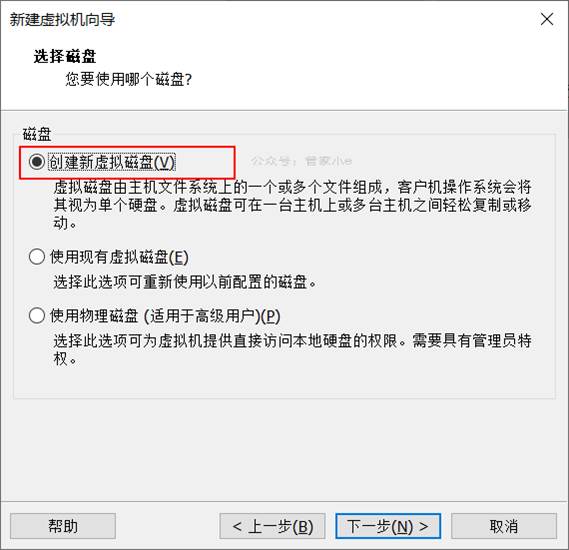 新建虚拟机向导
选择磁盘
您要使用哪个磁盘?
磁盘
创建新虚拟磁盘(V)
公众号：管家小e
虚拟磁盘由主机文件系统上的一个或多个文件组成，客户机操作系统会将
其视为单个硬盘。虚拟磁盘可在一台主机上或多台主机之间轻松复制或移
动。
使用现有虚拟磁盘(E)
选择此选项可重新使用以前配置的磁盘。
使用物理磁盘 (适用于高级用户)(P)
选择此选项可为虚拟机提供直接访问本地硬盘的权限。需要具有管理员特
权。
帮助
< 上一步(B)
下一步(N) >
取消